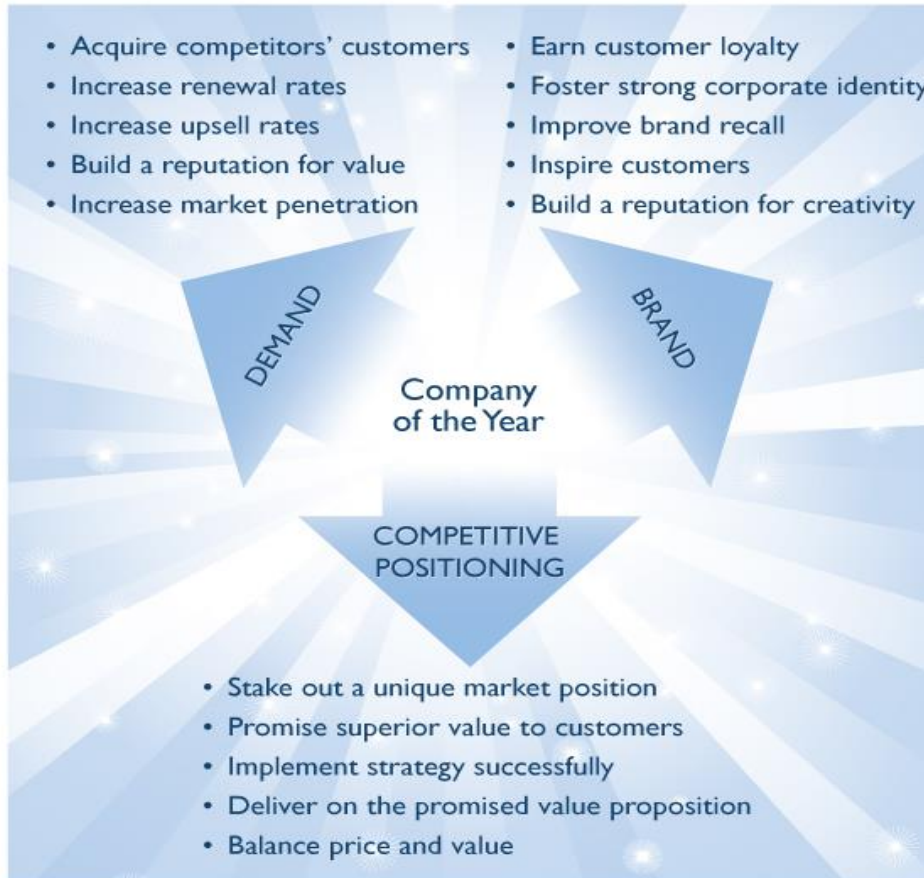 • Acquire competitors' customers
• Increase renewal rates
• Increase upsell rates
• Build a reputation for value
• Increase market penetration
• Earn customer loyalty
• Foster strong corporate identity
• Improve brand recall
• Inspire customers
• Build a reputation for creativity
DEMAND
BRAND
Company
of the Year
COMPETITIVE
POSITIONING
• Stake out a unique market position
• Promise superior value to customers
• Implement strategy successfully
• Deliver on the promised value proposition
• Balance price and value